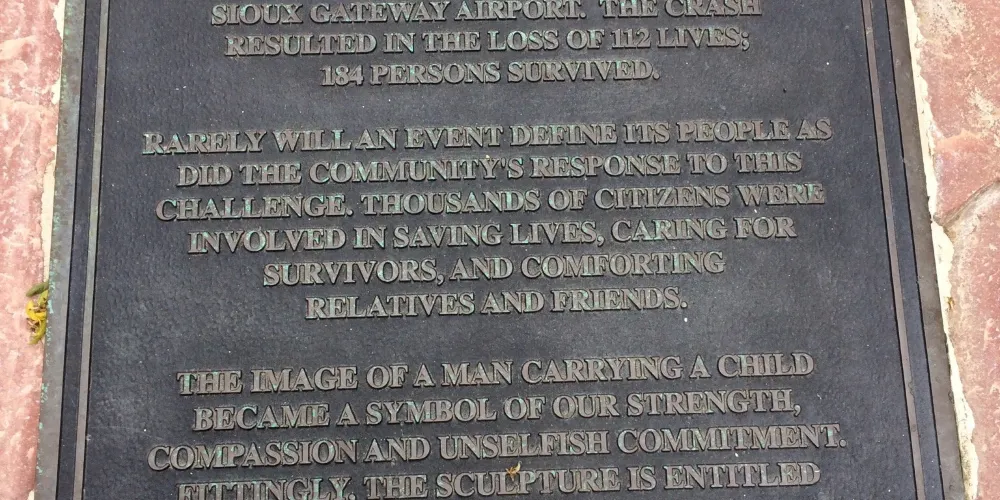 SIOUX GATEWAY AIRPORT. THE CRASH
RESULTED IN THE LOSS OF 112 LIVES;
184 PERSONS SURVIVED.
RARELY WILL AN EVENT DEFINE ITS PEOPLE AS
DID THE COMMUNITY'S RESPONSE TO THIS
CHALLENGE. THOUSANDS OF CITIZENS WERE
INVOLVED IN SAVING LIVES, CARING FOR
SURVIVORS, AND COMFORTING
RELATIVES AND FRIENDS.
THE IMAGE OF A MAN CARRYING A CHILD
BECAME A SYMBOL OF OUR STRENGTH,
COMPASSION AND UNSELFISH COMMITMENT.
FITTINGLY, THE SCULPTURE IS ENTITLED